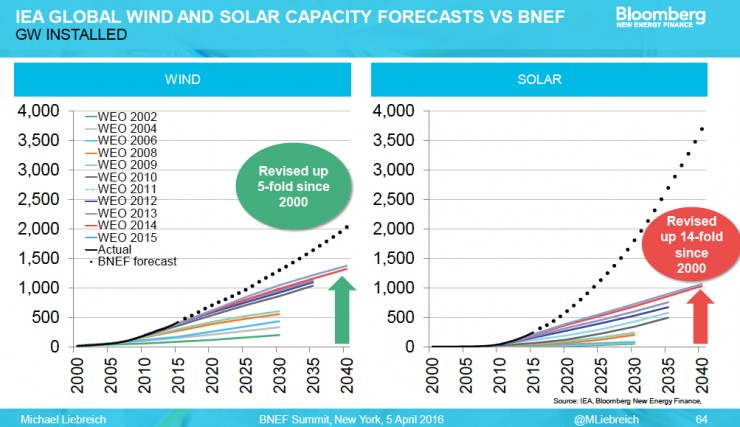 IEA GLOBAL WIND AND SOLAR CAPACITY FORECASTS VS BNEF
GW INSTALLED
Bloomberg
NEW ENERGY FINANCE
WIND
4,000
3,500
3,000
2,500
2,000
1,500
1,000
500
0
WEO 2002
WEO 2004
WEO 2006
WEO 2008
WEO 2009
WEO 2010
WEO 2011
WEO 2012
WEO 2013
WEO 2014
WEO 2015
Actual
BNEF forecast
Revised up
5-fold since
2000
2000
2005
2010
2015
2020
2025
2030
2035
2040
SOLAR
4,000
3,500
3,000
2,500
2,000
1,500
1,000
500
0
Revised
up 14-fold
since
2000
2000
2005
2010
2015
2020
2025
2030
2035
2040
Source: IEA, Bloomberg New Energy Finance,
Michael Liebreich
BNEF Summit, New York, 5 April 2016
@MLiebreich
64